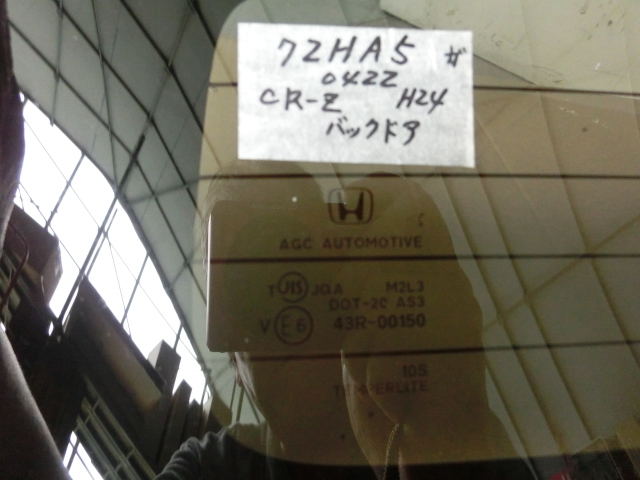 72HA5 ガ
0422
CR-Z H24
バックドア
AGC AUTOMOTIVE
T JIS JQA M2L3
DOT-20 AS3
V E6 43R-00150
10S
TEMPERLITE